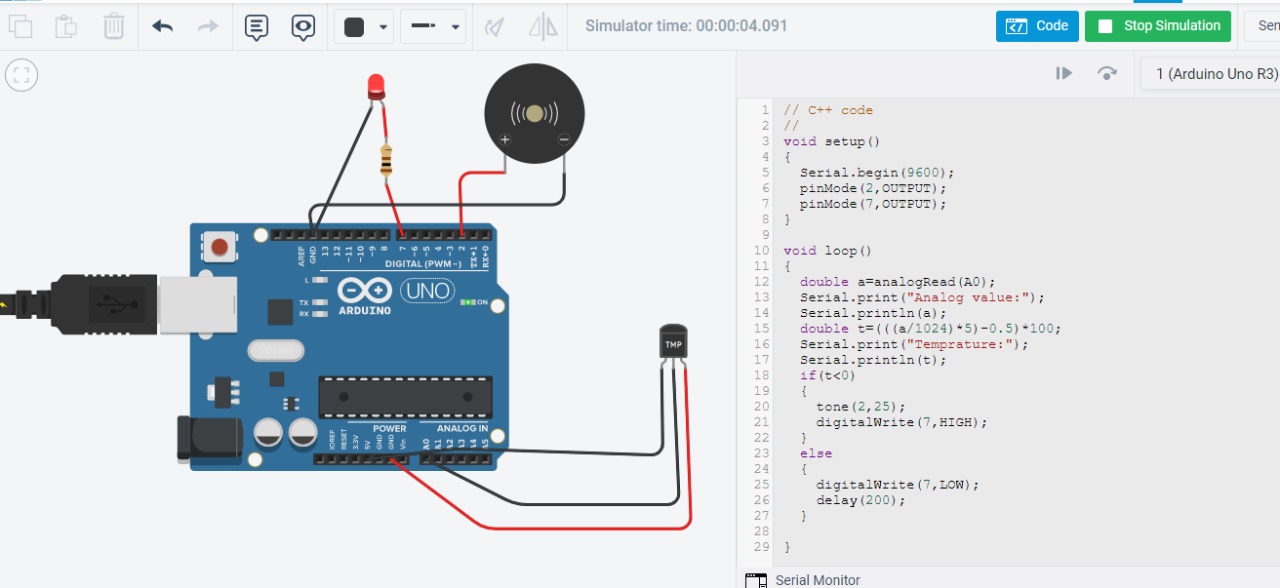 Simulator time: 00:00:04.091
Code
Stop Simulation
Sen
1 (Arduino Uno R3)
AREF
GND
13
12
~11
~10
~9
8
7
~6
~5
4
~3
2
TX→1
RX←0
DIGITAL (PWM~)
L
TX
RX
ARDUINO
UNO
ON
TMP
POWER
ANALOG IN
IOREF
RESET
3.3V
5V
GND
GND
Vin
A0
A1
A2
A3
A4
A5
1 // C++ code
2 //
3 void setup()
4 {
5 Serial.begin(9600);
6 pinMode(2,OUTPUT);
7 pinMode(7,OUTPUT);
8 }
9
10 void loop()
11 {
12 double a=analogRead(A0);
13 Serial.print("Analog value:");
14 Serial.println(a);
15 double t=(((a/1024)*5)-0.5)*100;
16 Serial.print("Temprature:");
17 Serial.println(t);
18 if(t<0)
19 {
20 tone(2,25);
21 digitalWrite(7,HIGH);
22 }
23 else
24 {
25 digitalWrite(7,LOW);
26 delay(200);
27 }
28
29 }
Serial Monitor